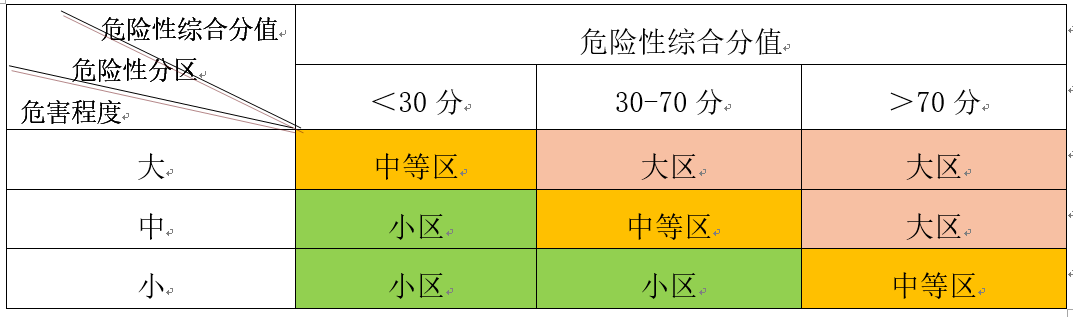 危险性综合分值
危险性分区
危害程度
危险性综合分值
＜30 分
30-70 分
＞70 分
大
中等区
大区
大区
中
小区
中等区
大区
小
小区
小区
中等区